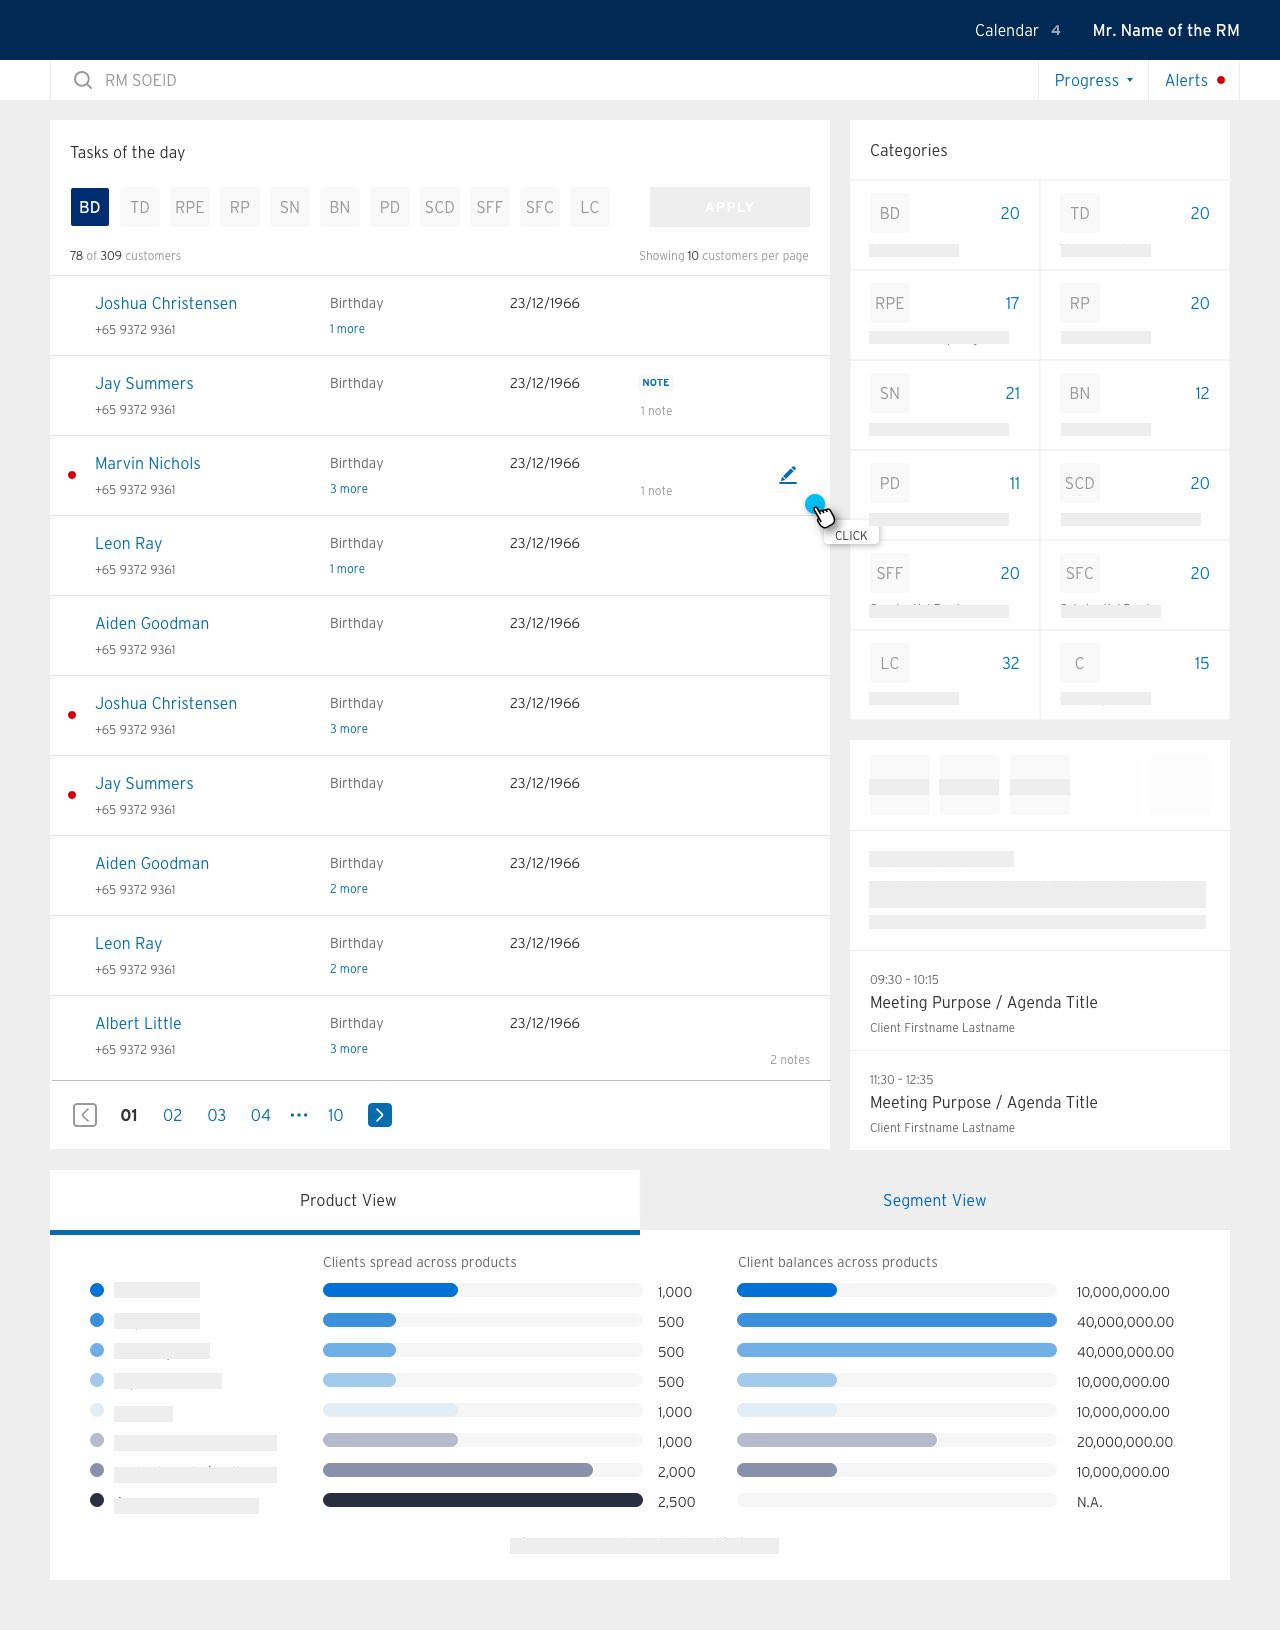 Calendar 4 Mr. Name of the RM
RM SOEID Progress Alerts
Tasks of the day
BD TD RPE RP SN BN PD SCD SFF SFC LC APPLY
78 of 309 customers Showing 10 customers per page
Joshua Christensen Birthday 23/12/1966
+65 9372 9361 1 more
Jay Summers Birthday 23/12/1966 NOTE
+65 9372 9361 1 note
Marvin Nichols Birthday 23/12/1966
+65 9372 9361 3 more 1 note
CLICK
Leon Ray Birthday 23/12/1966
+65 9372 9361 1 more
Aiden Goodman Birthday 23/12/1966
+65 9372 9361
Joshua Christensen Birthday 23/12/1966
+65 9372 9361 3 more
Jay Summers Birthday 23/12/1966
+65 9372 9361
Aiden Goodman Birthday 23/12/1966
+65 9372 9361 2 more
Leon Ray Birthday 23/12/1966
+65 9372 9361 2 more
Albert Little Birthday 23/12/1966
+65 9372 9361 3 more
2 notes
01 02 03 04 ••• 10
Categories
BD 20 TD 20
RPE 17 RP 20
SN 21 BN 12
PD 11 SCD 20
SFF 20 SFC 20
LC 32 C 15
09:30 - 10:15
Meeting Purpose / Agenda Title
Client Firstname Lastname
11:30 - 12:35
Meeting Purpose / Agenda Title
Client Firstname Lastname
Product View Segment View
Clients spread across products Client balances across products
1,000 10,000,000.00
500 40,000,000.00
500 40,000,000.00
500 10,000,000.00
1,000 10,000,000.00
1,000 20,000,000.00
2,000 10,000,000.00
2,500 N.A.